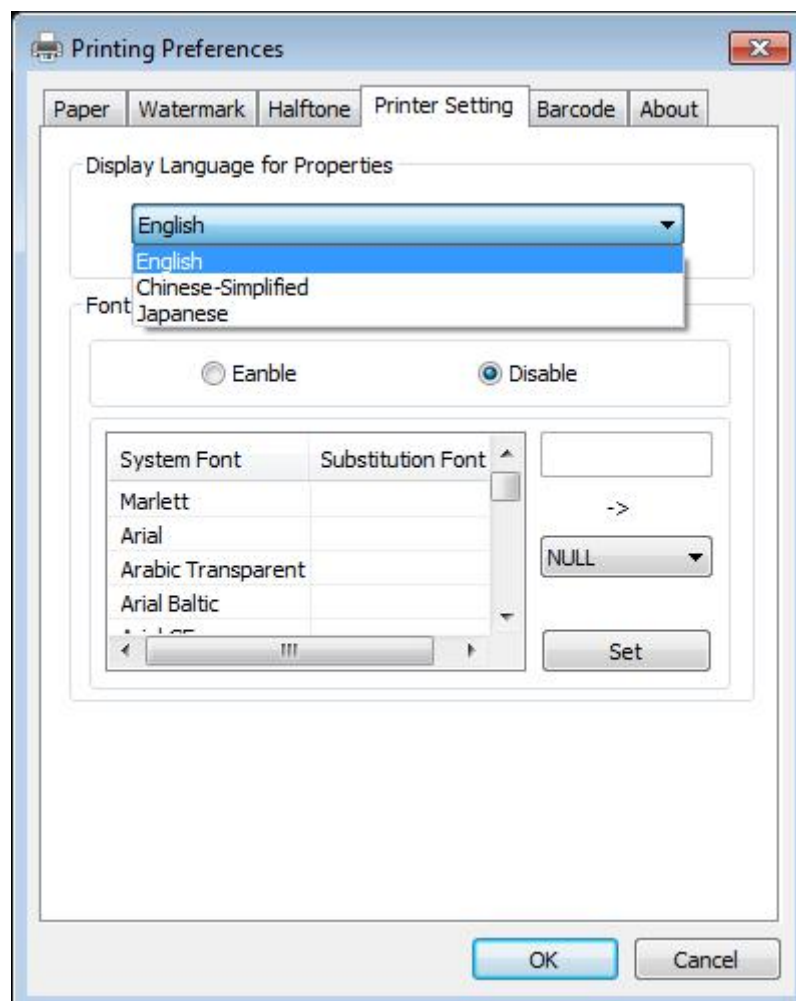 Printing Preferences
Paper Watermark Halftone Printer Setting Barcode About
Display Language for Properties
English
English
Chinese-Simplified
Japanese
Font
Eanble Disable
System Font Substitution Font
Marlett
->
Arial
NULL
Arabic Transparent
Arial Baltic
Set
OK Cancel